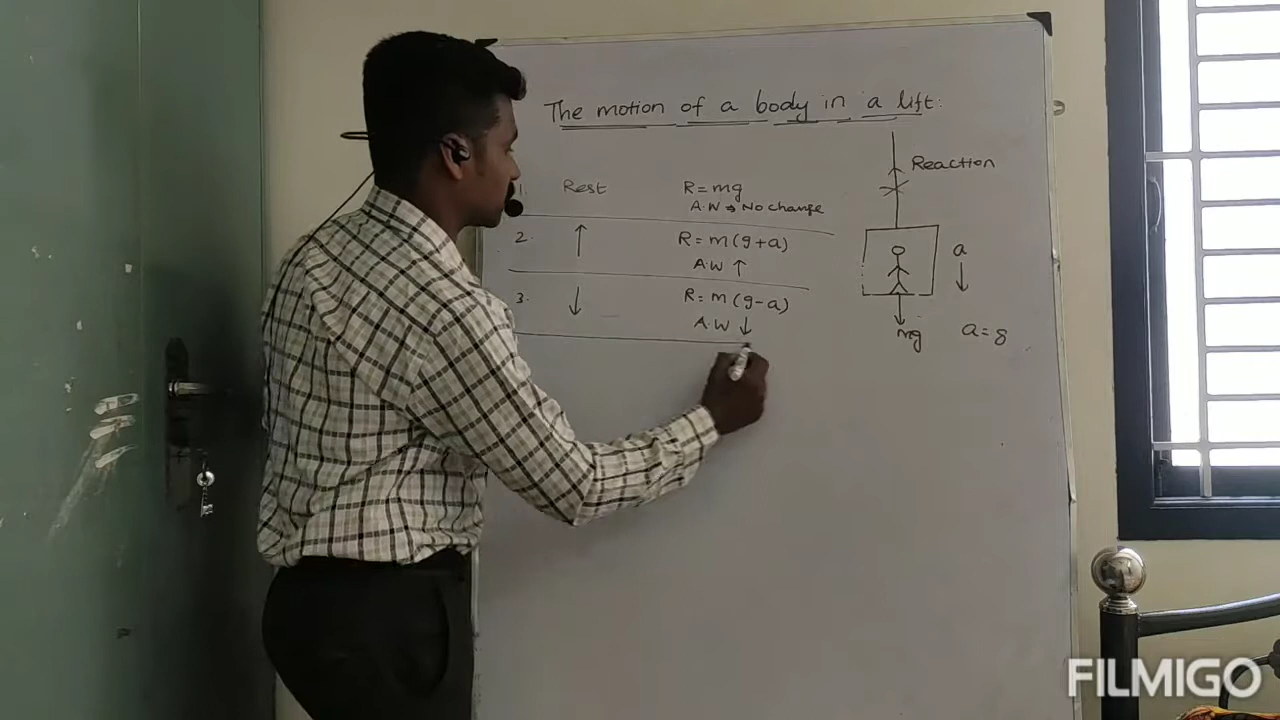 The motion of a body in a lift:
Reaction
1. Rest R = mg
A.W → No change
2. ↑ R = m(g+a)
A.W ↑
a ↓
3. ↓ R = m(g-a)
A.W ↓
mg
a = g
FILMIGO